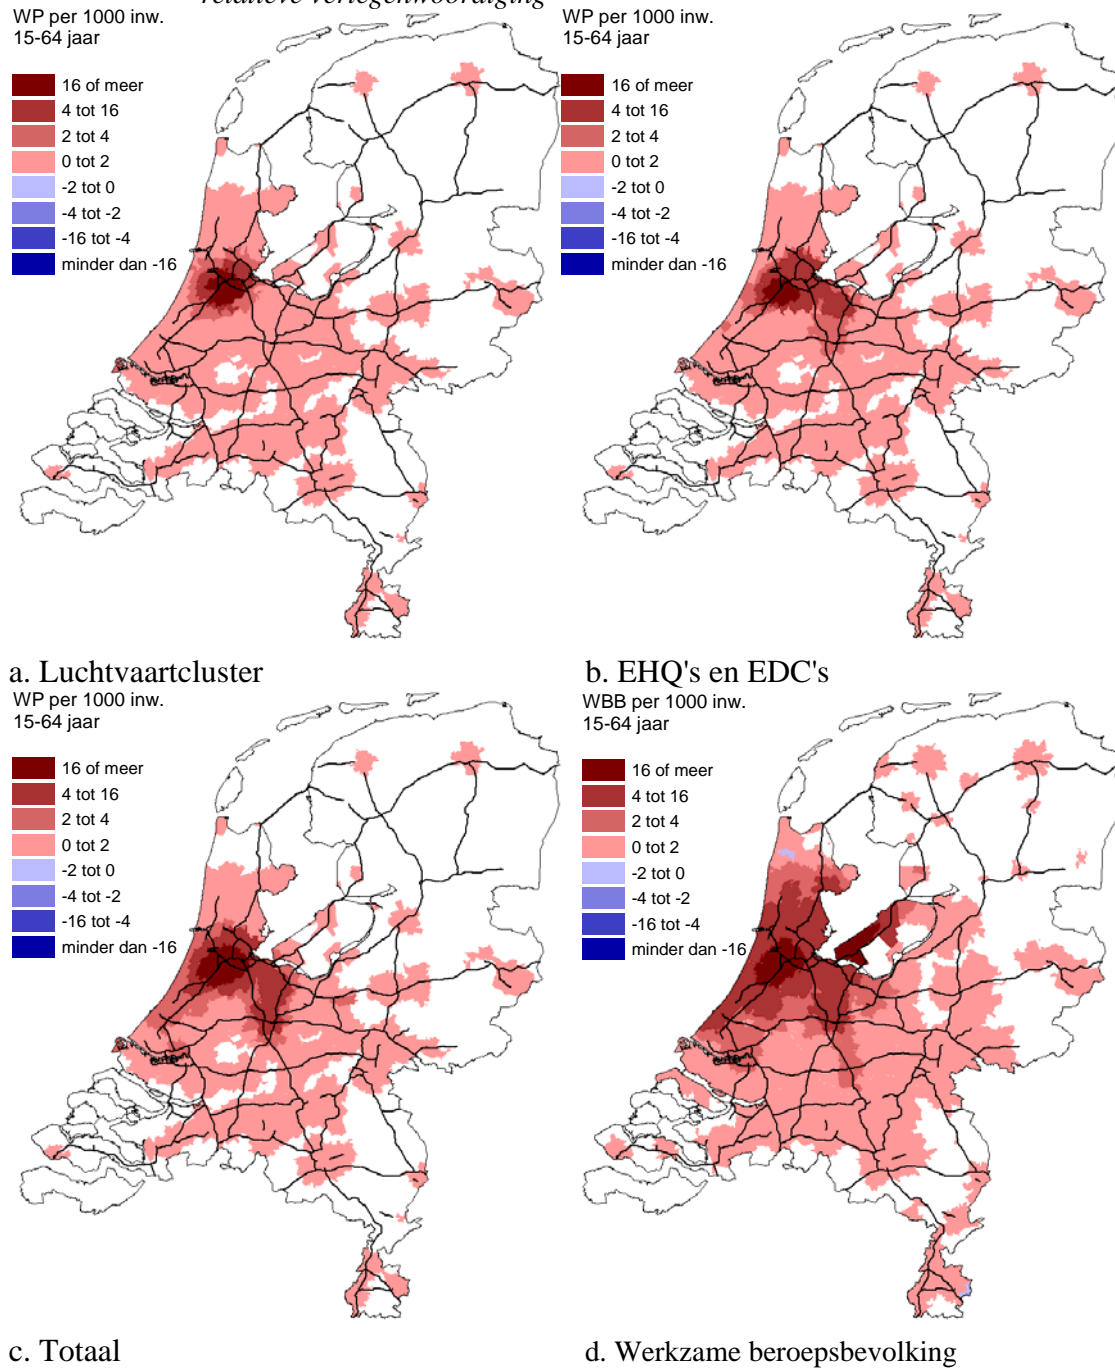 relatieve vertegenwoordiging
WP per 1000 inw.
15-64 jaar
16 of meer
4 tot 16
2 tot 4
0 tot 2
-2 tot 0
-4 tot -2
-16 tot -4
minder dan -16
a. Luchtvaartcluster
WP per 1000 inw.
15-64 jaar
16 of meer
4 tot 16
2 tot 4
0 tot 2
-2 tot 0
-4 tot -2
-16 tot -4
minder dan -16
b. EHQ's en EDC's
WP per 1000 inw.
15-64 jaar
16 of meer
4 tot 16
2 tot 4
0 tot 2
-2 tot 0
-4 tot -2
-16 tot -4
minder dan -16
c. Totaal
WBB per 1000 inw.
15-64 jaar
16 of meer
4 tot 16
2 tot 4
0 tot 2
-2 tot 0
-4 tot -2
-16 tot -4
minder dan -16
d. Werkzame beroepsbevolking